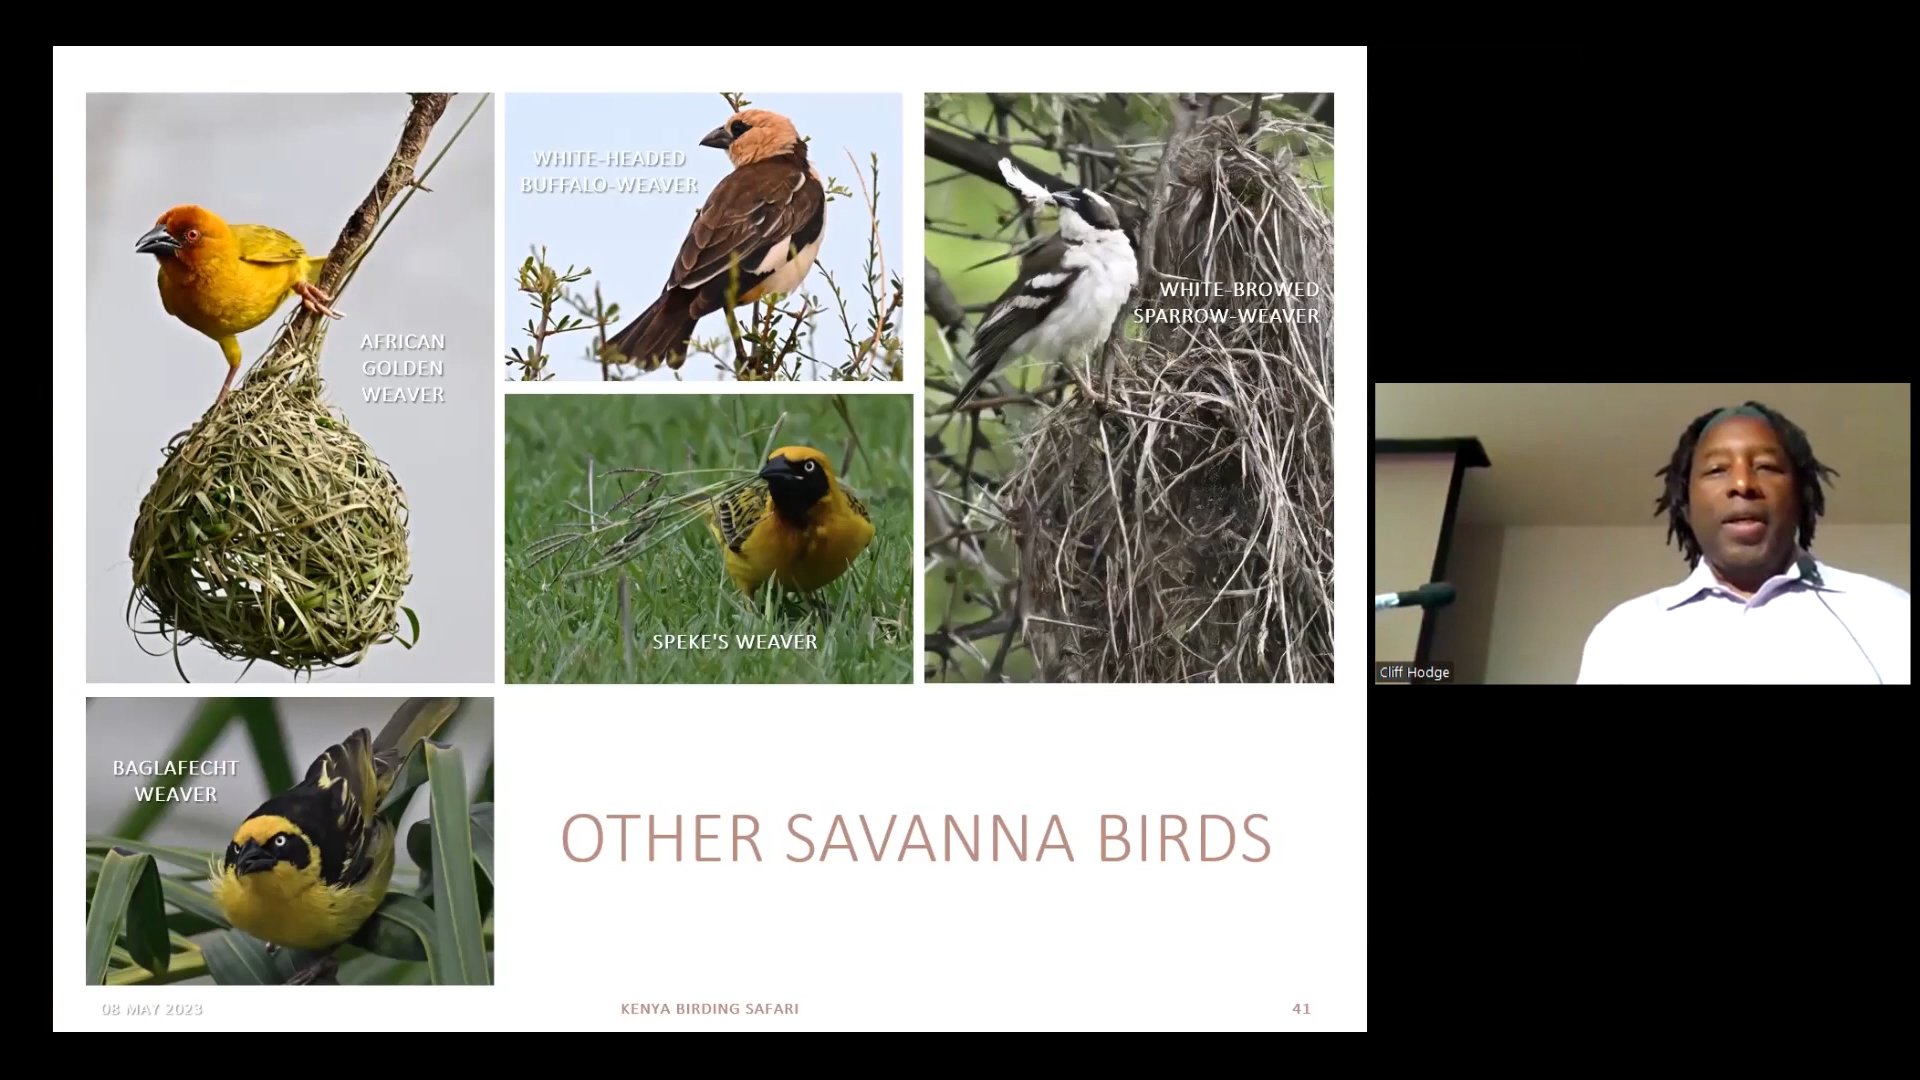 AFRICAN
GOLDEN
WEAVER
WHITE-HEADED
BUFFALO-WEAVER
WHITE-BROWED
SPARROW-WEAVER
SPEKE'S WEAVER
BAGLAFECHT
WEAVER
OTHER SAVANNA BIRDS
08 MAY 2023
KENYA BIRDING SAFARI
41
Cliff Hodge